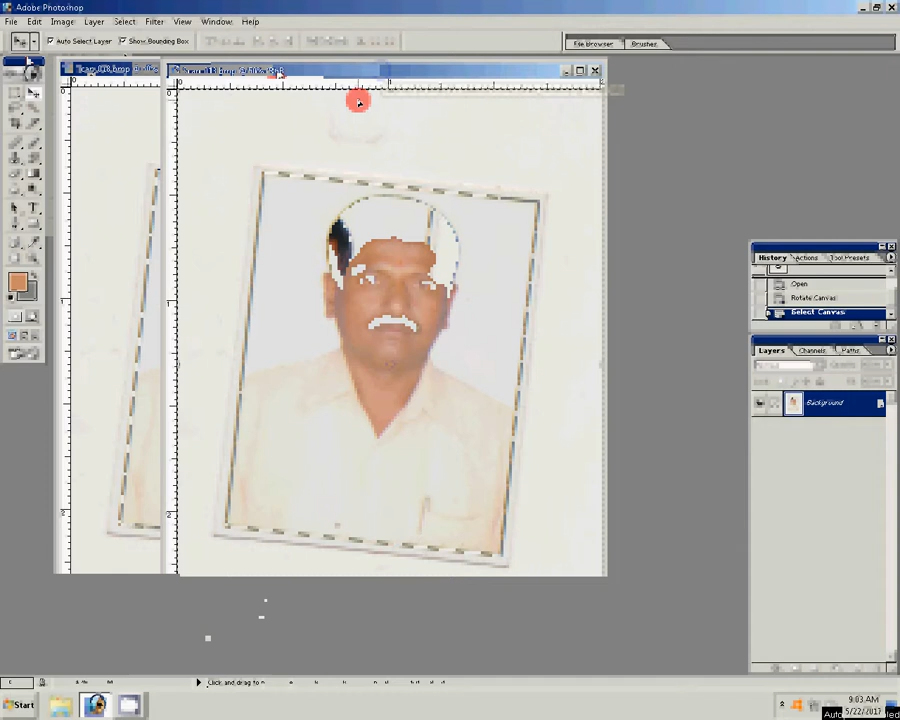 Adobe Photoshop
File Edit Image Layer Select Filter View Window Help
Auto Select Layer Show Bounding Box
File Browser Brushes
History Actions Tool Presets
Open
Rotate Canvas
Select Canvas
Layers Channels Paths
Background
Click and drag to
Start
9:03 AM
5/22/2017